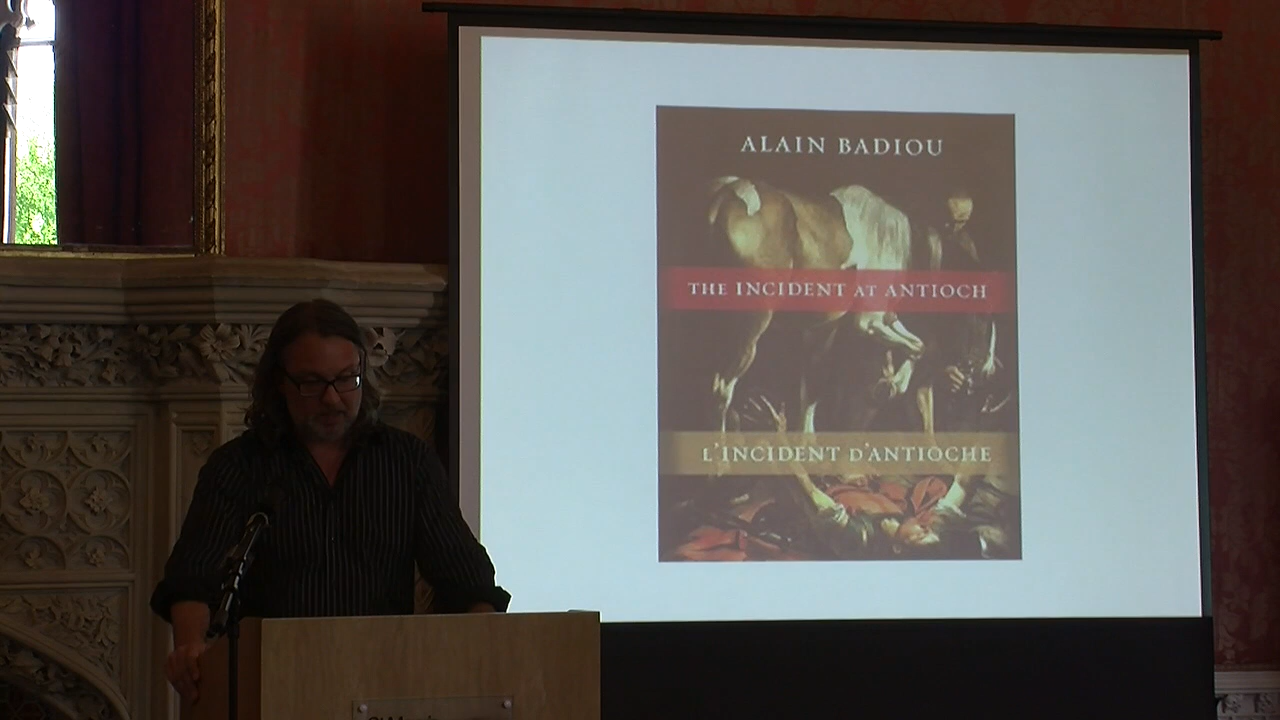 ALAIN BADIOU
THE INCIDENT AT ANTIOCH
L'INCIDENT D'ANTIOCHE